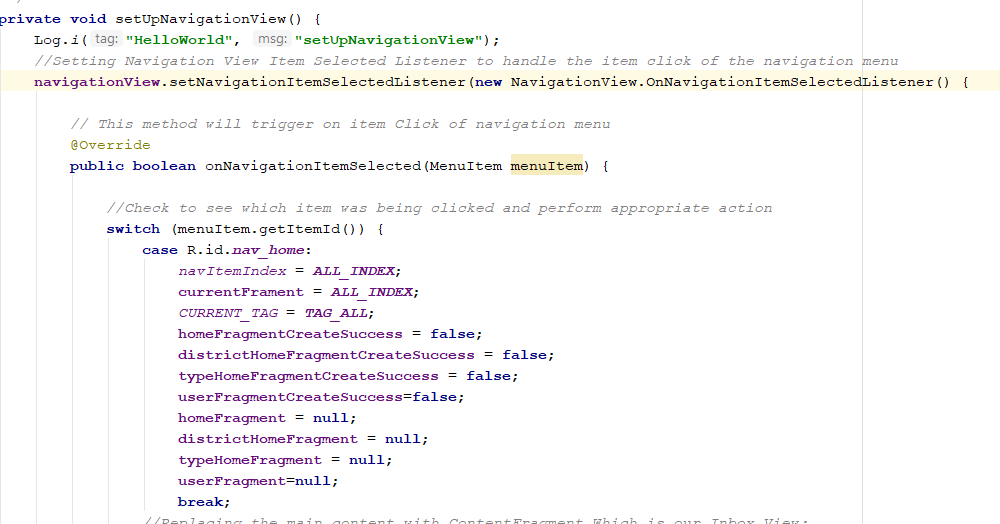 private void setUpNavigationView() {
    Log.i( tag: "HelloWorld", msg: "setUpNavigationView");
    //Setting Navigation View Item Selected Listener to handle the item click of the navigation menu
    navigationView.setNavigationItemSelectedListener(new NavigationView.OnNavigationItemSelectedListener() {
        // This method will trigger on item Click of navigation menu
        @Override
        public boolean onNavigationItemSelected(MenuItem menuItem) {
            //Check to see which item was being clicked and perform appropriate action
            switch (menuItem.getItemId()) {
                case R.id.nav_home:
                    navItemIndex = ALL_INDEX;
                    currentFrament = ALL_INDEX;
                    CURRENT_TAG = TAG_ALL;
                    homeFragmentCreateSuccess = false;
                    districtHomeFragmentCreateSuccess = false;
                    typeHomeFragmentCreateSuccess = false;
                    userFragmentCreateSuccess=false;
                    homeFragment = null;
                    districtHomeFragment = null;
                    typeHomeFragment = null;
                    userFragment=null;
                    break;
                //Replacing the main content with ContentFragment Which is our Inbox View;